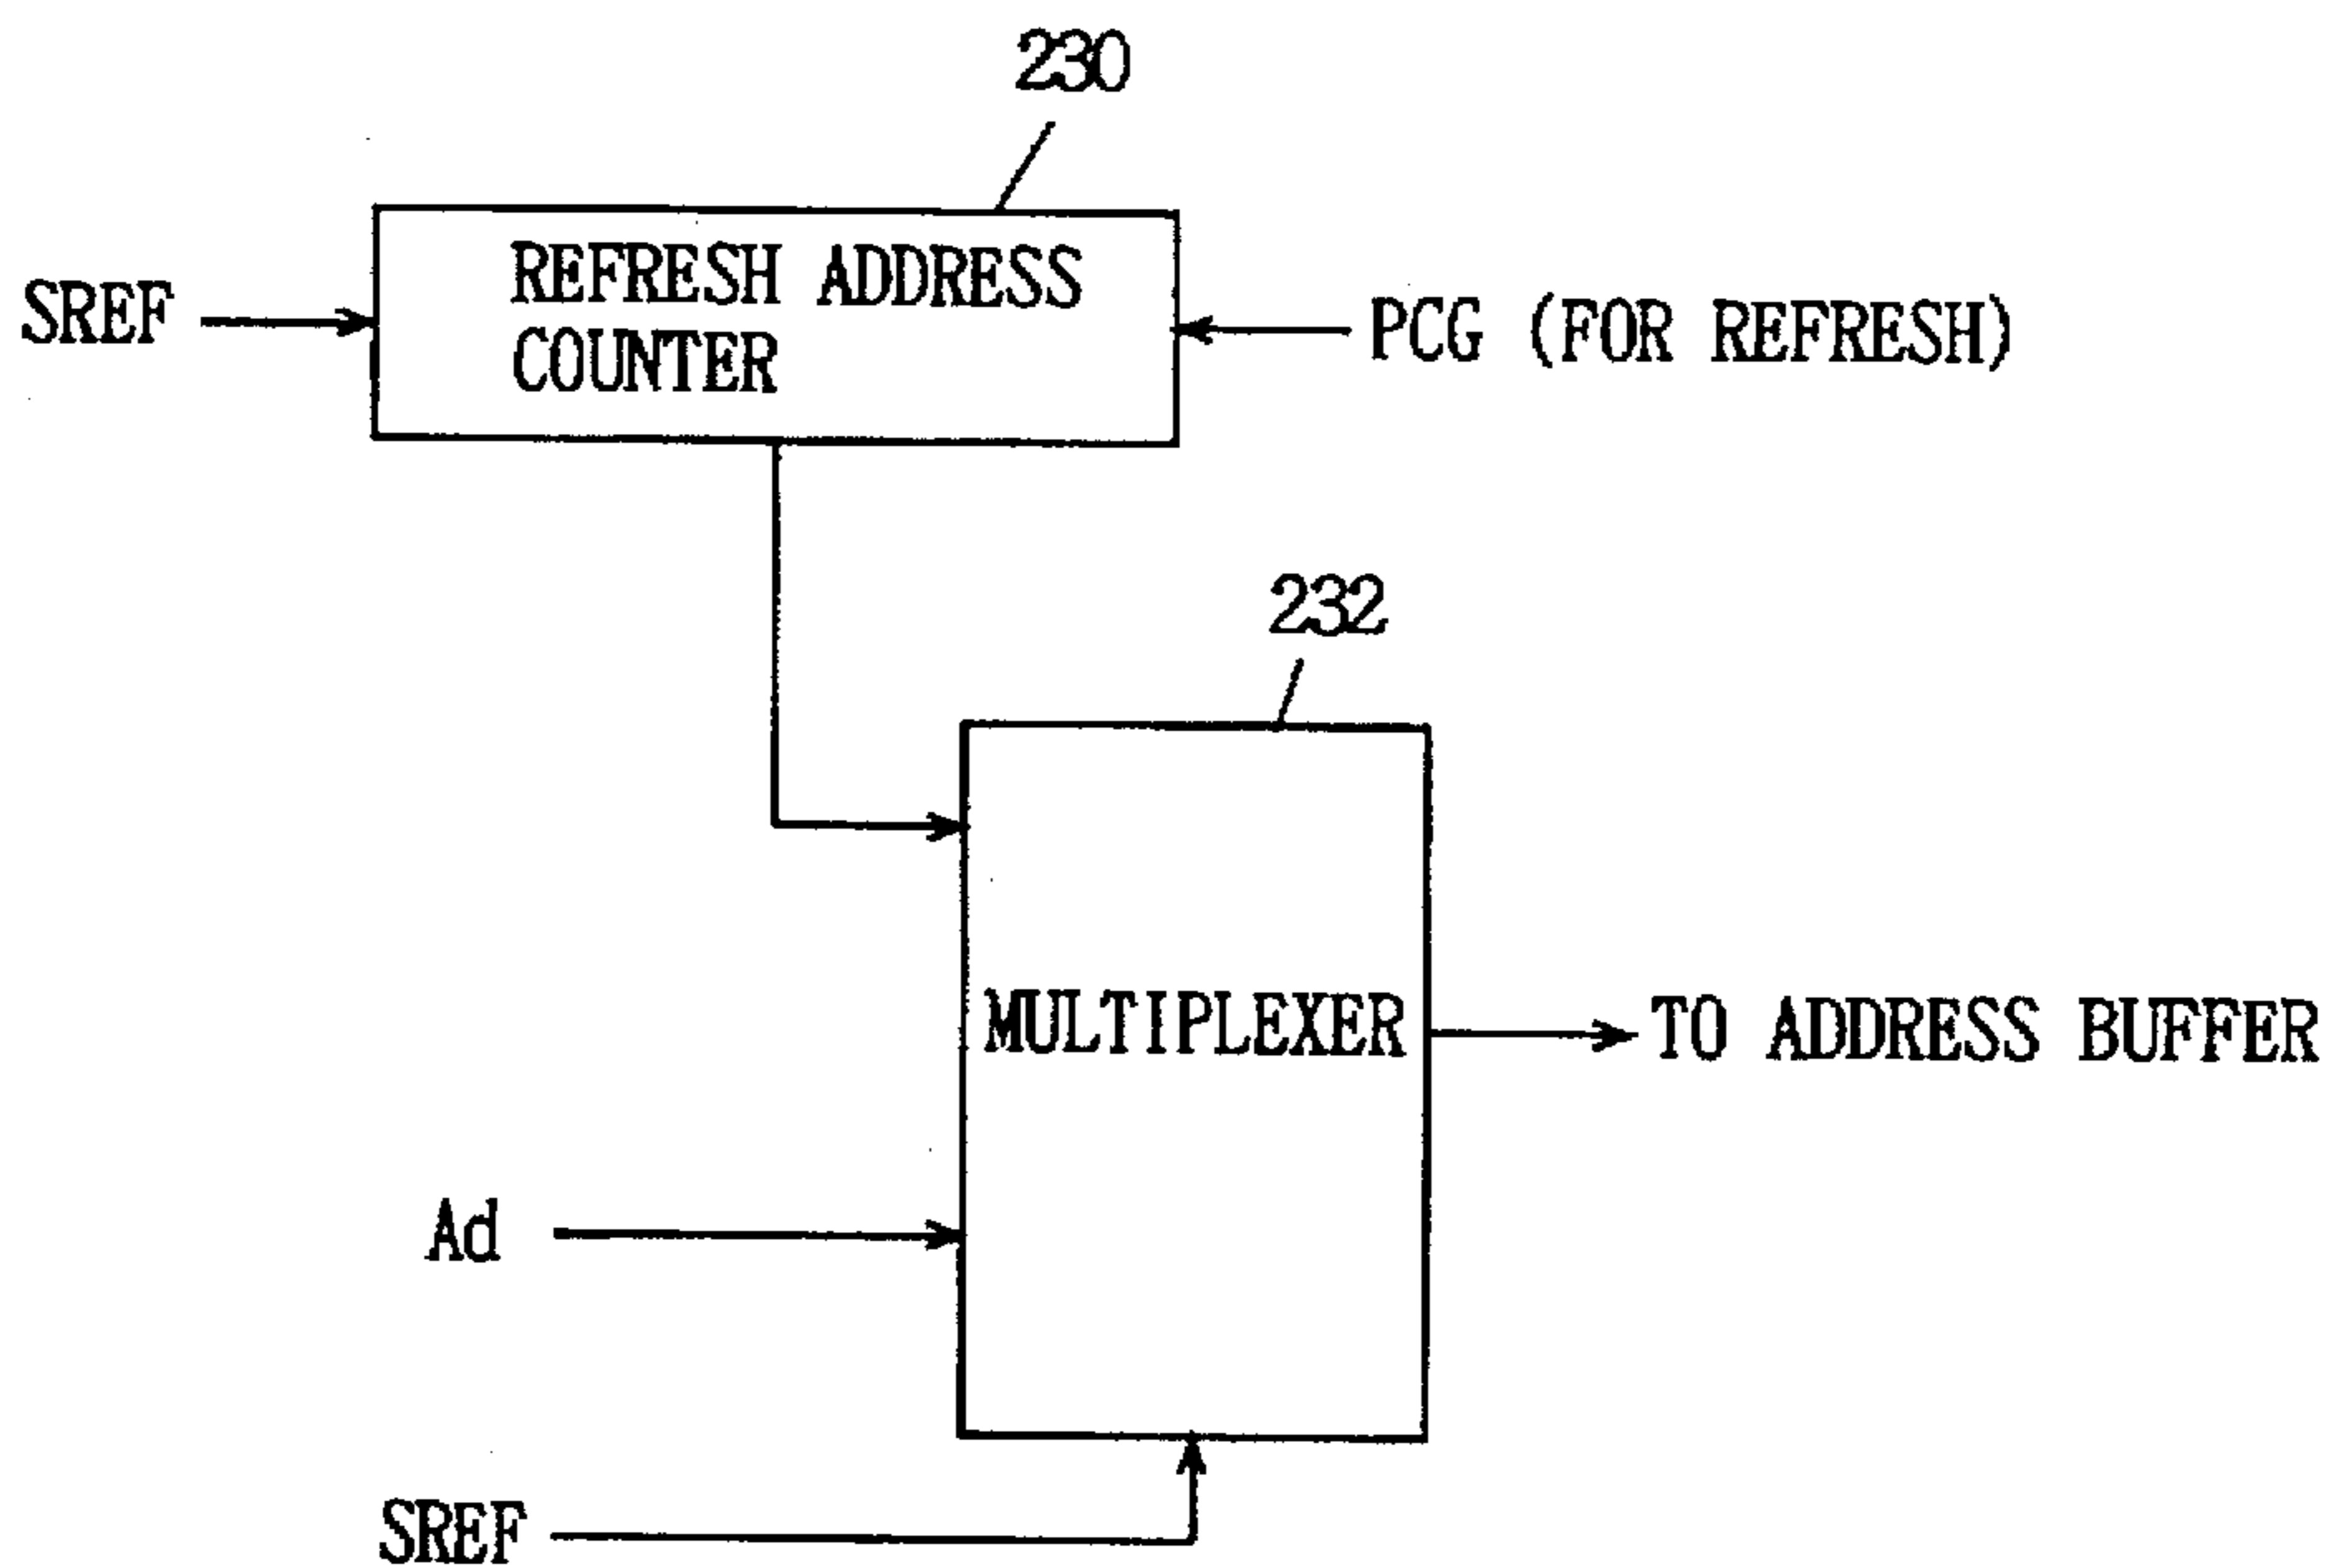 230
REFRESH ADDRESS
COUNTER
SREF
PCG (FOR REFRESH)
232
MULTIPLEXER
TO ADDRESS BUFFER
Ad
SREF